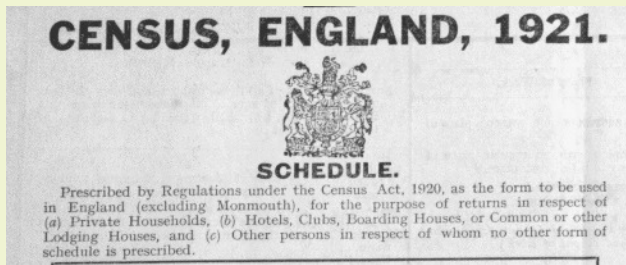 CENSUS, ENGLAND, 1921.
SCHEDULE.
Prescribed by Regulations under the Census Act, 1920, as the form to be used
in England (excluding Monmouth), for the purpose of returns in respect of
(a) Private Households, (b) Hotels, Clubs, Boarding Houses, or Common or other
Lodging Houses, and (c) Other persons in respect of whom no other form of
schedule is prescribed.